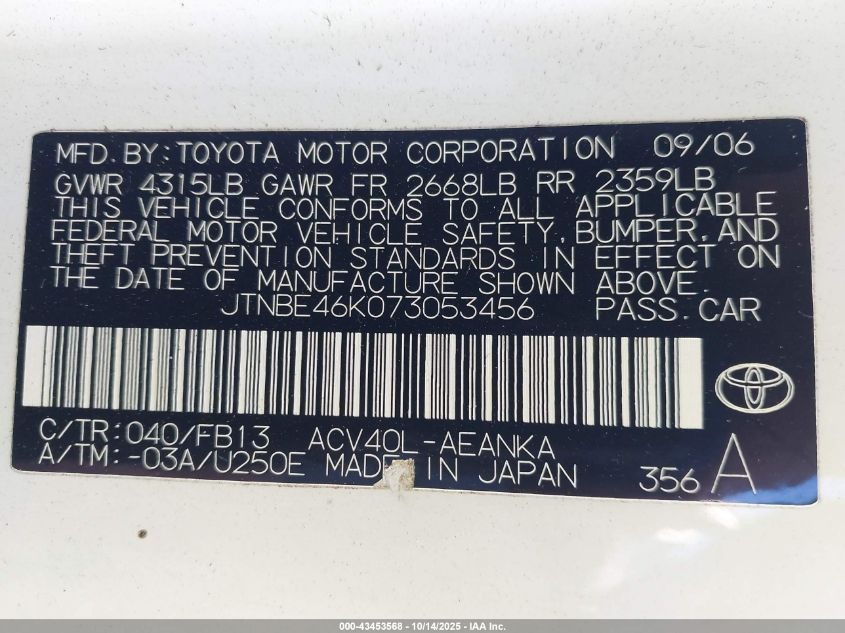 MFD.BY:TOYOTA MOTOR CORPORATION 09/06
GVWR 4315LB GAWR FR 2668LB RR 2359LB
THIS VEHICLE CONFORMS TO ALL APPLICABLE
FEDERAL MOTOR VEHICLE SAFETY,BUMPER,AND
THEFT PREVENTION STANDARDS IN EFFECT ON
THE DATE OF MANUFACTURE SHOWN ABOVE.
JTNBE46K073053456 PASS.CAR
C/TR:040/FB13 ACV40L-AEANKA
A/TM:-03A/U250E MADE IN JAPAN 356 A
000-43453568 - 10/14/2025 - IAA Inc.